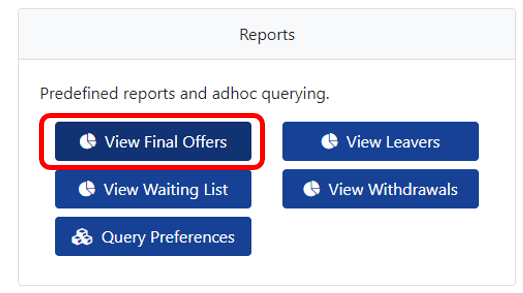 Reports
Predefined reports and adhoc querying.
View Final Offers
View Leavers
View Waiting List
View Withdrawals
Query Preferences